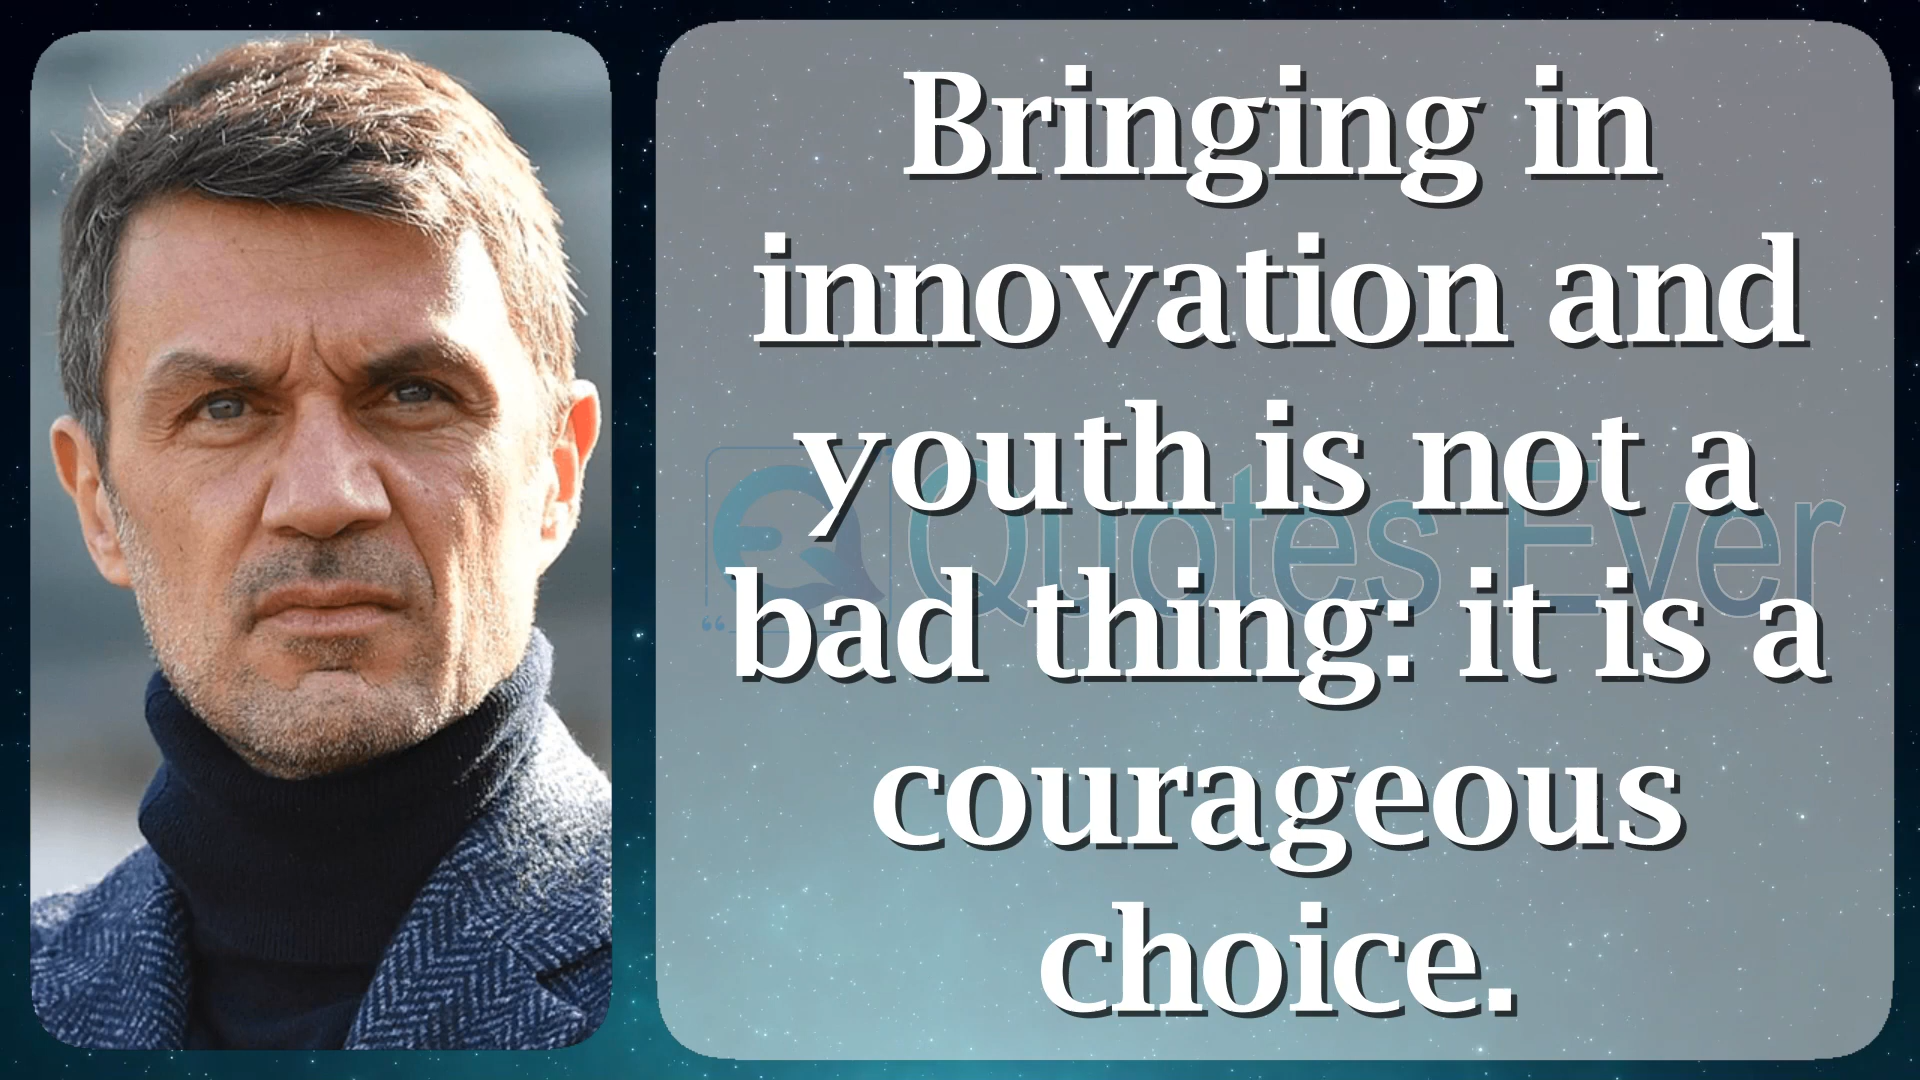 Bringing in
innovation and
youth is not a
bad thing: it is a
courageous
choice.
Quotes Ever